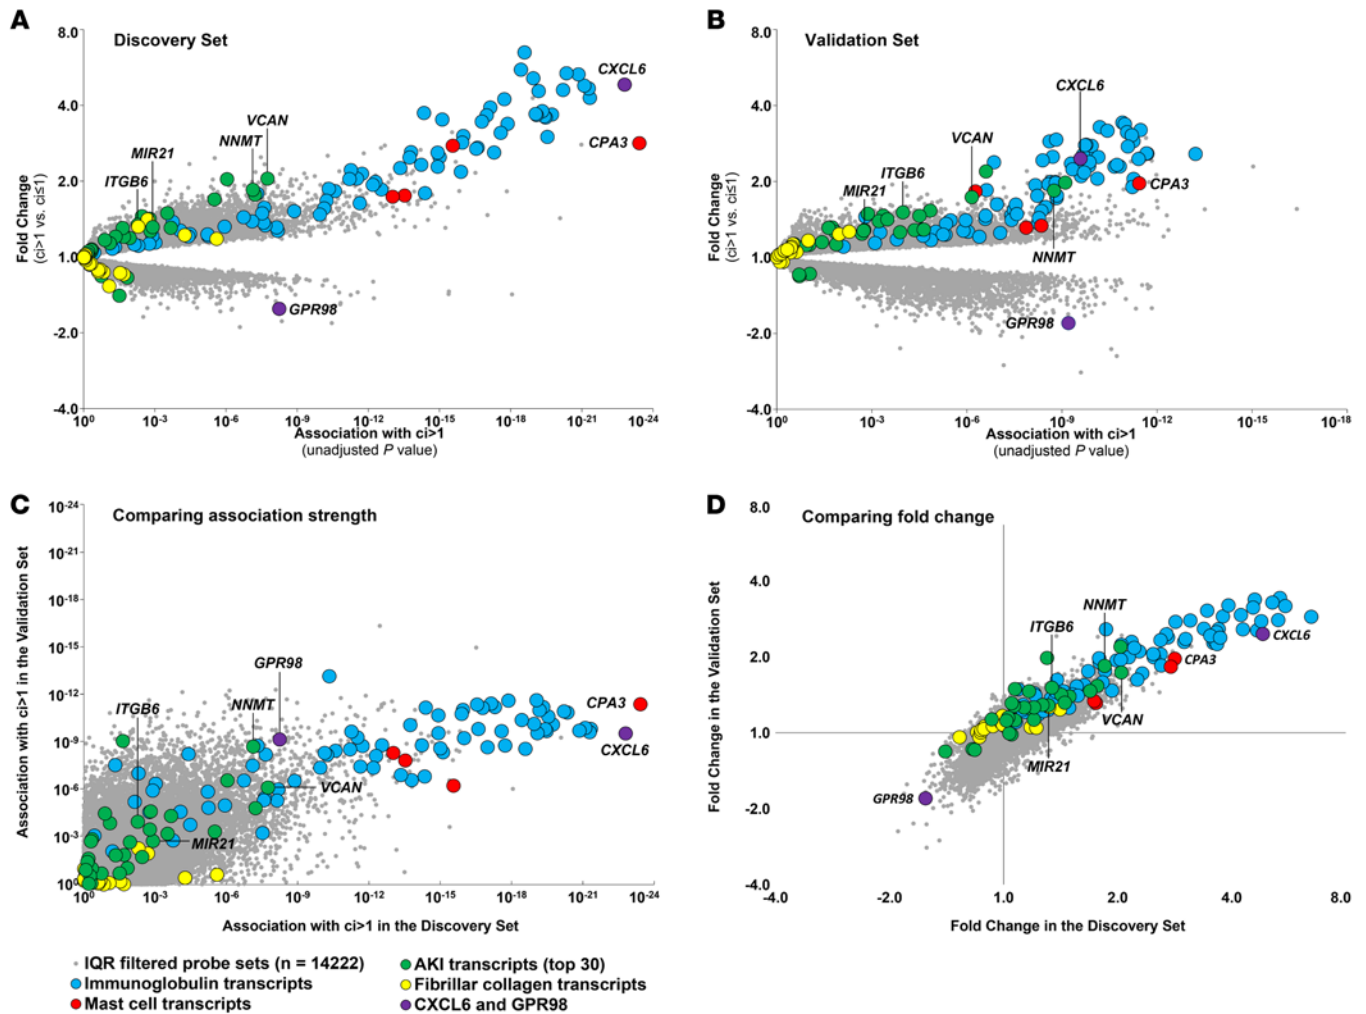 A
Discovery Set
8.0
4.0
2.0
1.0
-2.0
-4.0
Fold Change
(ci>1 vs. ci≤1)
CXCL6
CPA3
VCAN
NNMT
MIR21
ITGB6
GPR98
10⁰ 10⁻³ 10⁻⁶ 10⁻⁹ 10⁻¹² 10⁻¹⁵ 10⁻¹⁸ 10⁻²¹ 10⁻²⁴
Association with ci>1
(unadjusted P value)
B
Validation Set
8.0
4.0
2.0
1.0
-2.0
-4.0
Fold Change
(ci>1 vs. ci≤1)
CXCL6
VCAN
ITGB6
MIR21
CPA3
NNMT
GPR98
10⁰ 10⁻³ 10⁻⁶ 10⁻⁹ 10⁻¹² 10⁻¹⁵ 10⁻¹⁸
Association with ci>1
(unadjusted P value)
C
Comparing association strength
10⁻²⁴
10⁻²¹
10⁻¹⁸
10⁻¹⁵
10⁻¹²
10⁻⁹
10⁻⁶
10⁻³
10⁰
Association with ci>1 in the Validation Set
GPR98
ITGB6
NNMT
CPA3
CXCL6
VCAN
MIR21
10⁰ 10⁻³ 10⁻⁶ 10⁻⁹ 10⁻¹² 10⁻¹⁵ 10⁻¹⁸ 10⁻²¹ 10⁻²⁴
Association with ci>1 in the Discovery Set
D
Comparing fold change
8.0
4.0
2.0
1.0
-2.0
-4.0
Fold Change in the Validation Set
NNMT
ITGB6
CXCL6
CPA3
VCAN
MIR21
GPR98
-4.0 -2.0 1.0 2.0 4.0 8.0
Fold Change in the Discovery Set
IQR filtered probe sets (n = 14222)
Immunoglobulin transcripts
Mast cell transcripts
AKI transcripts (top 30)
Fibrillar collagen transcripts
CXCL6 and GPR98